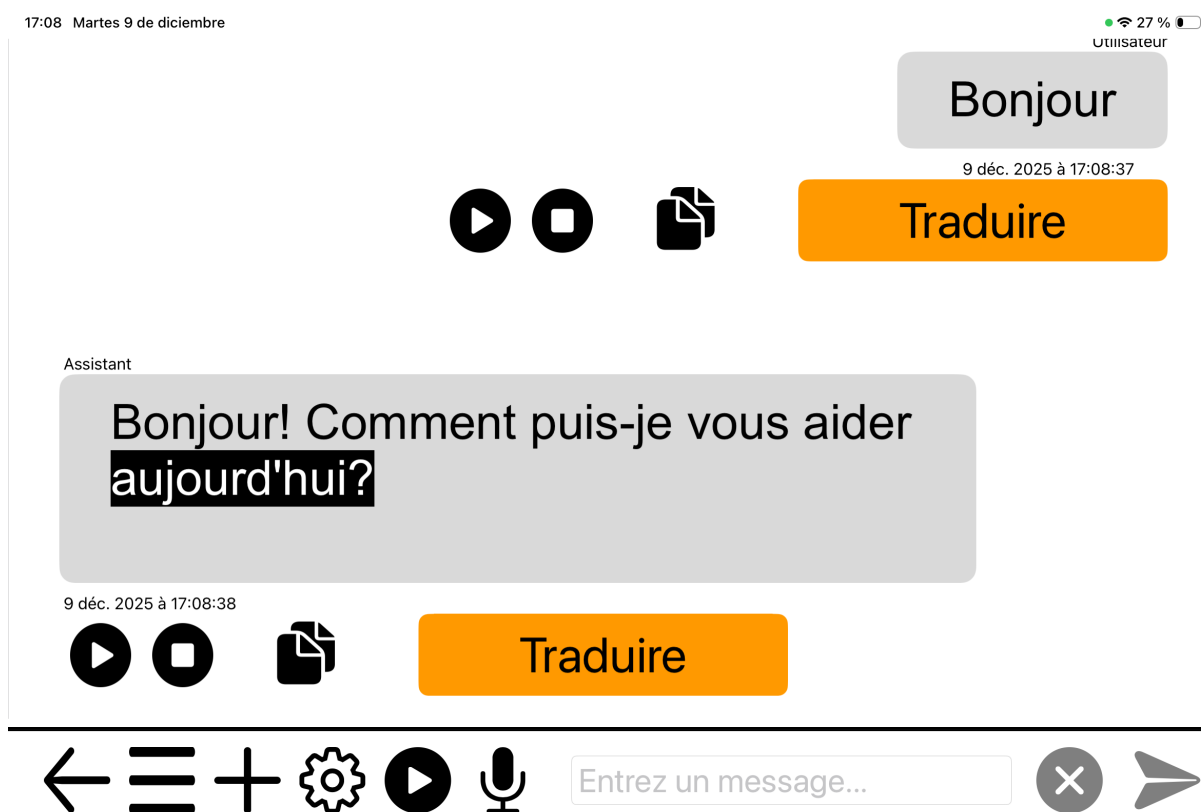 17:08 Martes 9 de diciembre
27 %
Utilisateur
Bonjour
9 déc. 2025 à 17:08:37
Traduire
Assistant
Bonjour! Comment puis-je vous aider
aujourd'hui?
9 déc. 2025 à 17:08:38
Traduire
Entrez un message...